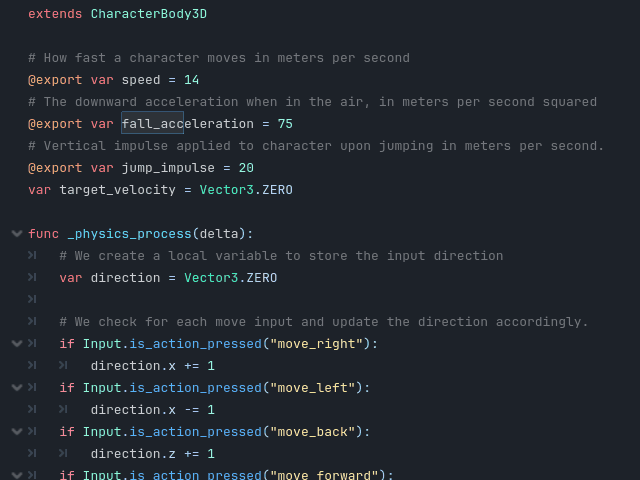 extends CharacterBody3D
# How fast a character moves in meters per second
@export var speed = 14
# The downward acceleration when in the air, in meters per second squared
@export var fall_acceleration = 75
# Vertical impulse applied to character upon jumping in meters per second.
@export var jump_impulse = 20
var target_velocity = Vector3.ZERO
func _physics_process(delta):
# We create a local variable to store the input direction
var direction = Vector3.ZERO
# We check for each move input and update the direction accordingly.
if Input.is_action_pressed("move_right"):
direction.x += 1
if Input.is_action_pressed("move_left"):
direction.x -= 1
if Input.is_action_pressed("move_back"):
direction.z += 1
if Input.is_action_pressed("move_forward"):